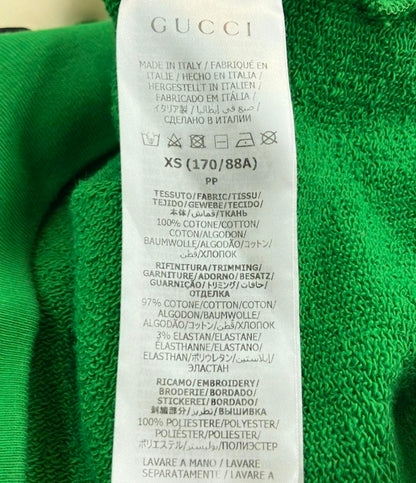 GUCCI
MADE IN ITALY / FABRIQUÉ EN
ITALIE / HECHO EN ITALIA /
HERGESTELLT IN ITALIEN /
FABRICADO EM ITÁLIA /
イタリア製 / صنع في إيطاليا /
СДЕЛАНО В ИТАЛИИ
XS (170/88A)
PP
TESSUTO/FABRIC/TISSU/
TEJIDO/GEWEBE/TECIDO/
本体/قماش/ТКАНЬ
100% COTONE/COTTON/
COTON/ALGODON/
BAUMWOLLE/ALGODÃO/コットン/
قطن/ХЛОПОК
RIFINITURA/TRIMMING/
GARNITURE/ADORNO/BESATZ/
GUARNIÇÃO/トリミング/حافات/
ОТДЕЛКА
97% COTONE/COTTON/COTON/
ALGODON/BAUMWOLLE/
ALGODÃO/コットン/قطن/ХЛОПОК
3% ELASTAN/ELASTANE/
ÉLASTHANNE/ELASTANO/
ELASTHAN/ポリウレタン/إيلاستين/
ЭЛАСТАН
RICAMO/EMBROIDERY/
BRODERIE/BORDADO/
STICKEREI/BORDADO/
刺繍部分/تطريز/ВЫШИВКА
100% POLIESTERE/POLYESTER/
POLYESTER/POLIÉSTER/
POLYESTER/POLIÉSTER/
ポリエステル/بوليستر/ПОЛИЭСТЕР
LAVARE A MANO / LAVARE
SEPARATAMENTE / LAVARE A